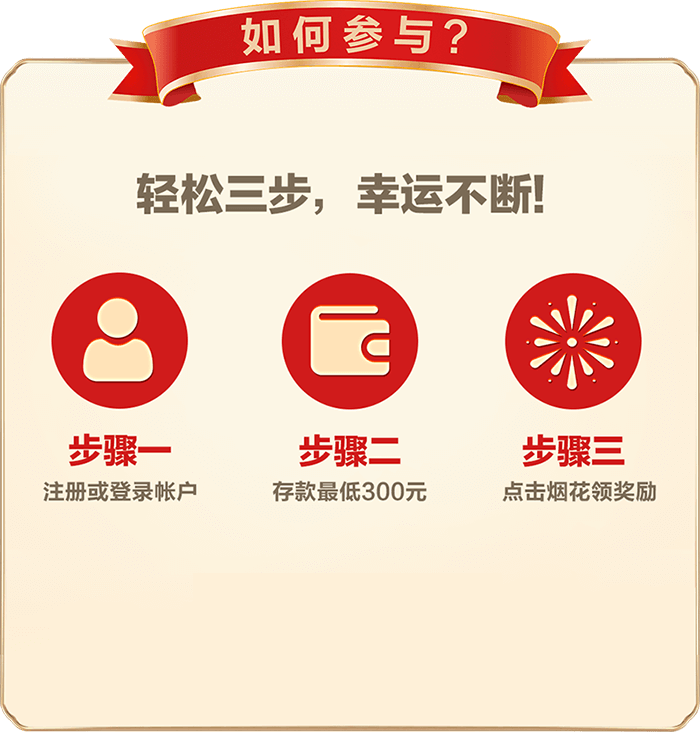 如何参与?
轻松三步，幸运不断!
步骤一
注册或登录帐户
步骤二
存款最低300元
步骤三
点击烟花领奖励